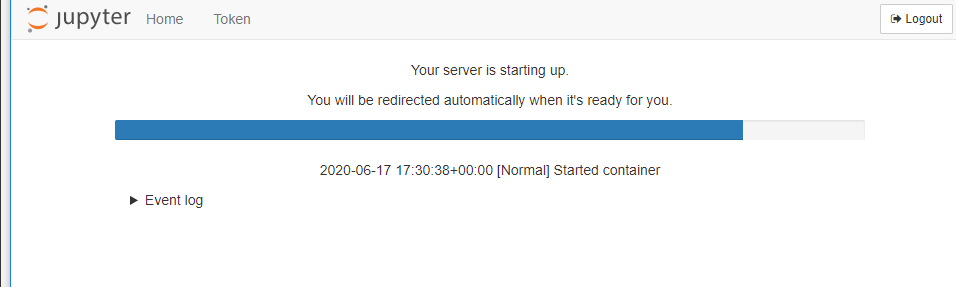 jupyter Home Token Logout
Your server is starting up.
You will be redirected automatically when it's ready for you.
2020-06-17 17:30:38+00:00 [Normal] Started container
Event log